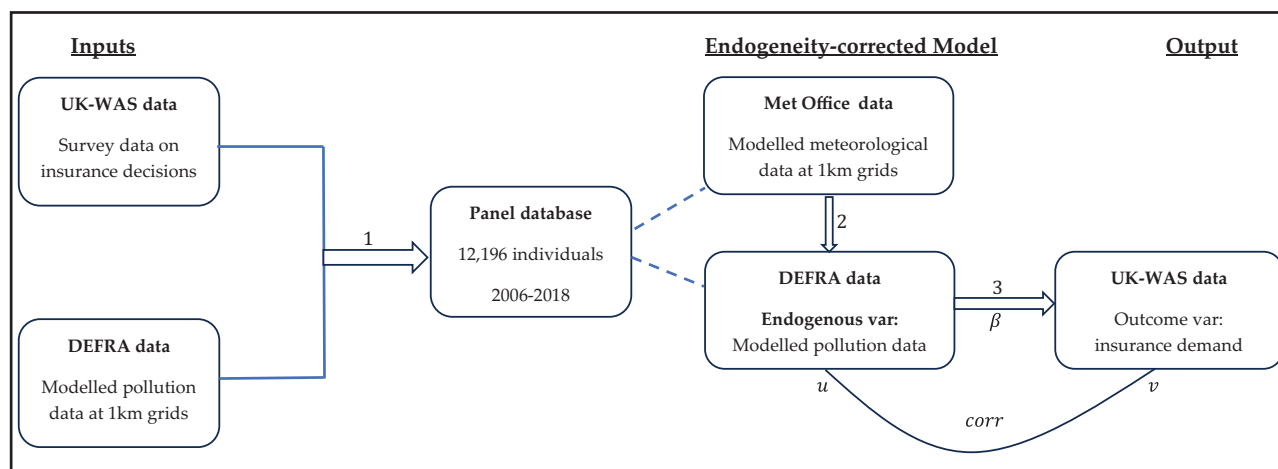 Inputs
Endogeneity-corrected Model
Output
UK-WAS data
Survey data on
insurance decisions
DEFRA data
Modelled pollution
data at 1km grids
1
Panel database
12,196 individuals
2006-2018
Met Office data
Modelled meteorological
data at 1km grids
2
DEFRA data
Endogenous var:
Modelled pollution data
3
β
UK-WAS data
Outcome var:
insurance demand
u
v
corr